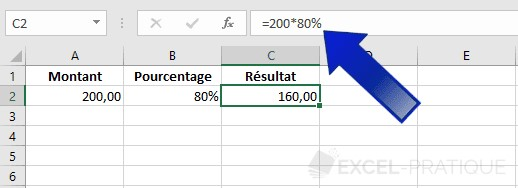 C2 fx =200*80%
A B C D E
1 Montant Pourcentage Résultat
2 200,00 80% 160,00
3
4
5
6
EXCEL-PRATIQUE